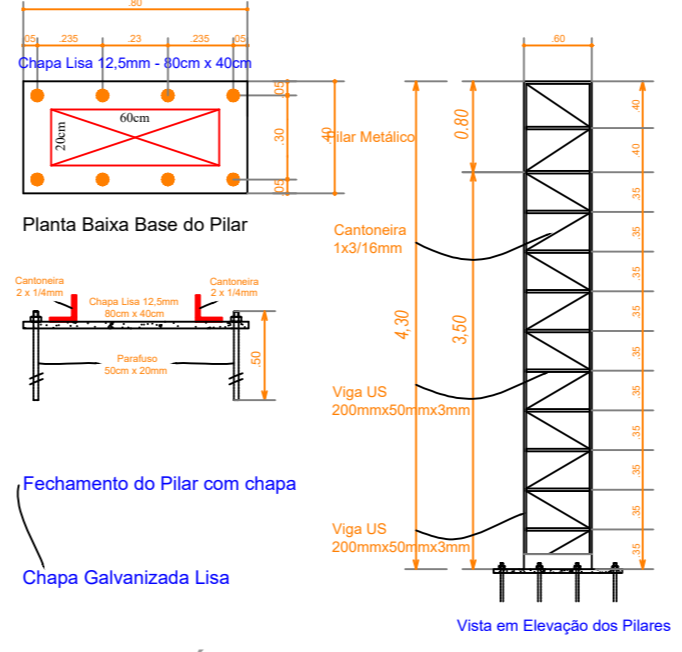 .80
.05
.235
.23
.235
.05
Chapa Lisa 12,5mm - 80cm x 40cm
60cm
20cm
.05
.30
.05
.40
Pilar Metálico
Planta Baixa Base do Pilar
Cantoneira
2 x 1/4mm
Chapa Lisa 12,5mm
80cm x 40cm
Cantoneira
2 x 1/4mm
Parafuso
50cm x 20mm
.50
Fechamento do Pilar com chapa
Chapa Galvanizada Lisa
.60
0.80
4,30
3,50
Cantoneira
1x3/16mm
Viga US
200mmx50mmx3mm
Viga US
200mmx50mmx3mm
.40
.40
.35
.35
.35
.35
.35
.35
.35
.35
.35
.35
Vista em Elevação dos Pilares